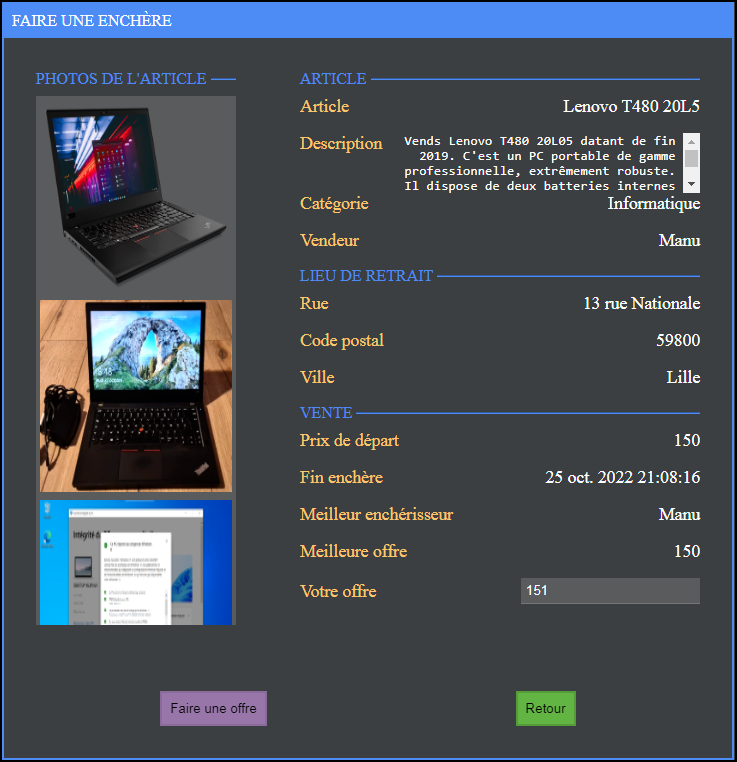 FAIRE UNE ENCHÈRE
PHOTOS DE L'ARTICLE
ARTICLE
Article Lenovo T480 20L5
Description Vends Lenovo T480 20L05 datant de fin
2019. C'est un PC portable de gamme
professionnelle, extrêmement robuste.
Il dispose de deux batteries internes
Catégorie Informatique
Vendeur Manu
LIEU DE RETRAIT
Rue 13 rue Nationale
Code postal 59800
Ville Lille
VENTE
Prix de départ 150
Fin enchère 25 oct. 2022 21:08:16
Meilleur enchérisseur Manu
Meilleure offre 150
Votre offre 151
Faire une offre Retour